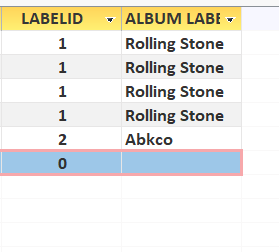 LABELID ALBUM LABE
1 Rolling Stone
1 Rolling Stone
1 Rolling Stone
1 Rolling Stone
2 Abkco
0